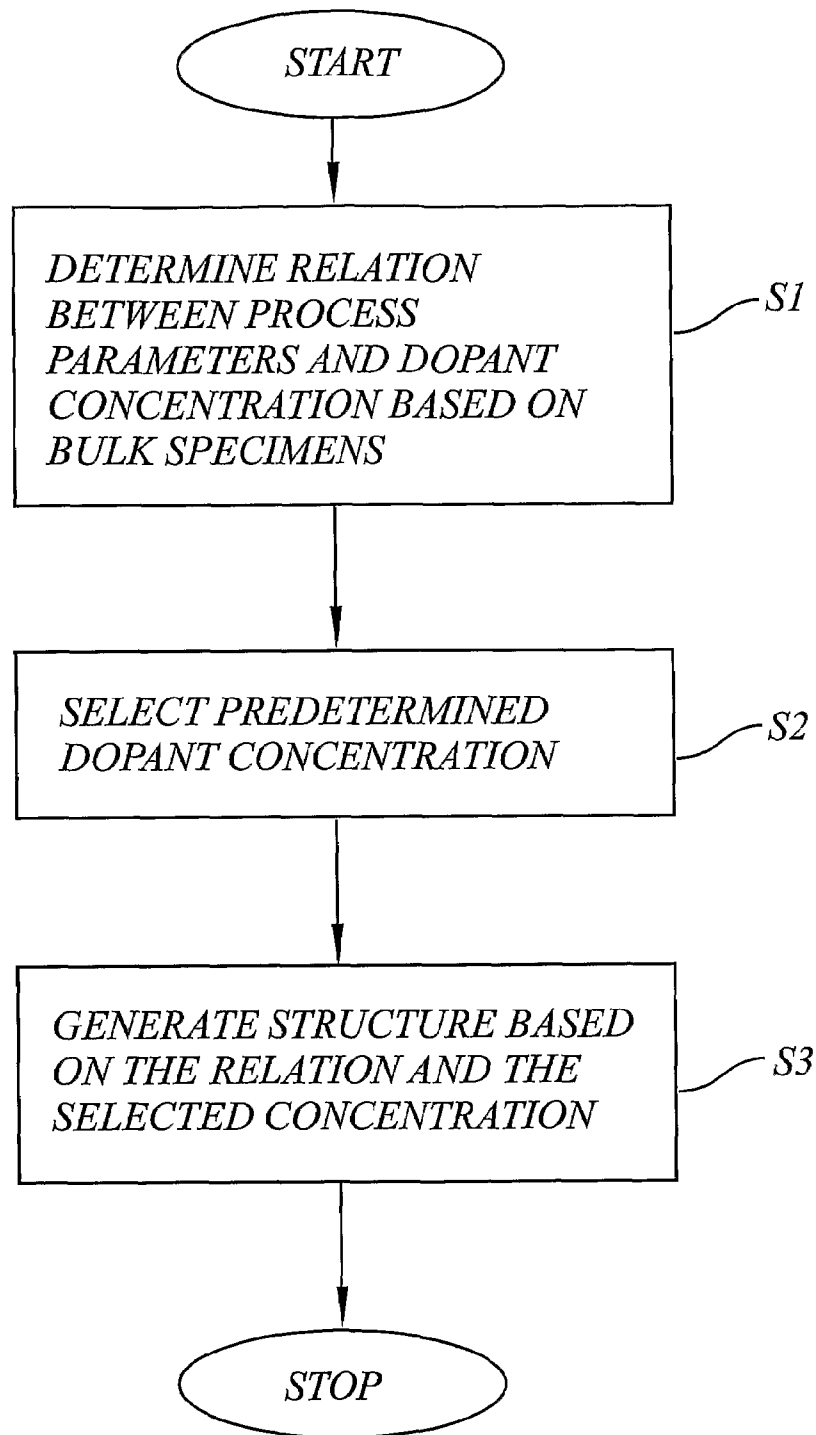 START
DETERMINE RELATION
BETWEEN PROCESS
PARAMETERS AND DOPANT
CONCENTRATION BASED ON
BULK SPECIMENS
S1
SELECT PREDETERMINED
DOPANT CONCENTRATION
S2
GENERATE STRUCTURE BASED
ON THE RELATION AND THE
SELECTED CONCENTRATION
S3
STOP